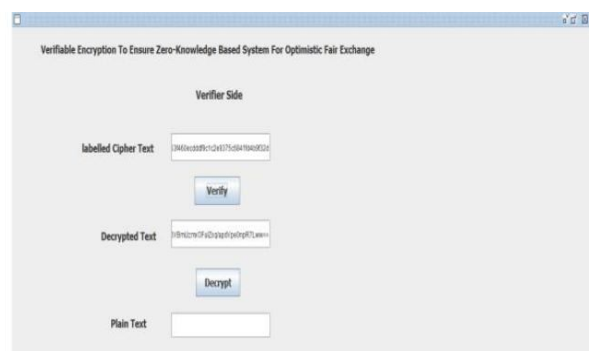 Verifiable Encryption To Ensure Zero-Knowledge Based System For Optimistic Fair Exchange
Verifier Side
labelled Cipher Text
Verify
Decrypted Text
Decrypt
Plain Text